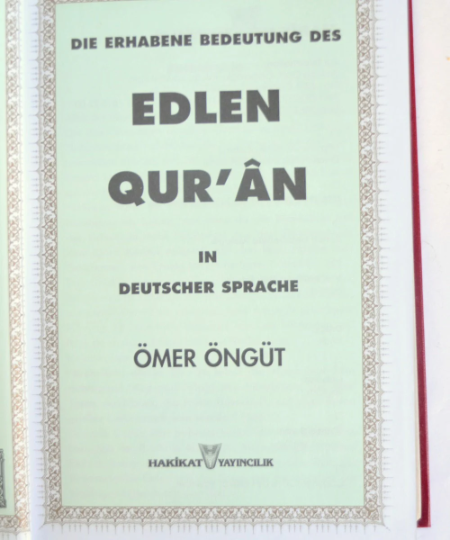 DIE ERHABENE BEDEUTUNG DES
EDLEN
QUR'ÂN
IN
DEUTSCHER SPRACHE
ÖMER ÖNGÜT
HAKİKAT YAYINCILIK